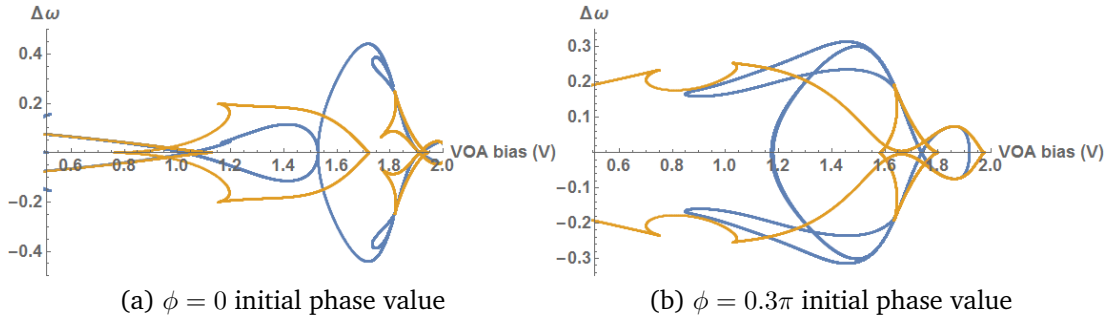 Δω
0.4
0.2
−0.2
−0.4
0.6 0.8 1.0 1.2 1.4 1.6 1.8 2.0
VOA bias (V)
(a) ϕ = 0 initial phase value
Δω
0.3
0.2
0.1
−0.1
−0.2
−0.3
0.6 0.8 1.0 1.2 1.4 1.6 1.8 2.0
VOA bias (V)
(b) ϕ = 0.3π initial phase value